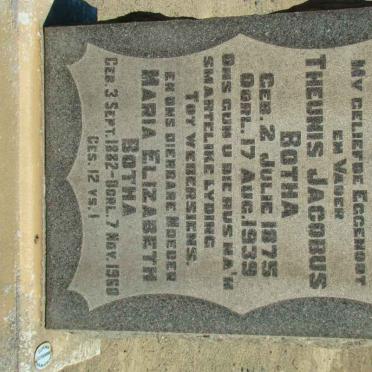 MY GELIEFDE EGGENOOT
EN VADER
THEUNIS JACOBUS
BOTHA
GEB. 2 JULIE 1875
OORL. 17 AUG. 1939
ONS GUN U DIE RUS NA'N
SMARTELIKE LYDING
TOT WEDERSIENS.
EN ONS DIERBARE MOEDER
MARIA ELIZABETH
BOTHA
GEB. 3 SEPT. 1882-OORL. 7 NOV. 1960
GES. 12 VS. 1